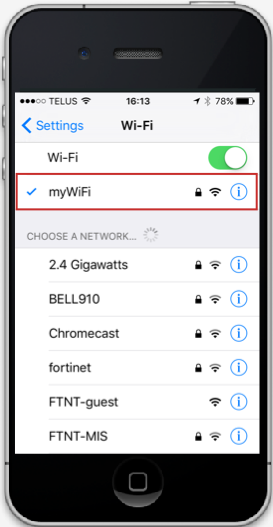 TELUS 16:13 78%
Settings Wi-Fi
Wi-Fi
myWiFi
CHOOSE A NETWORK...
2.4 Gigawatts
BELL910
Chromecast
fortinet
FTNT-guest
FTNT-MIS